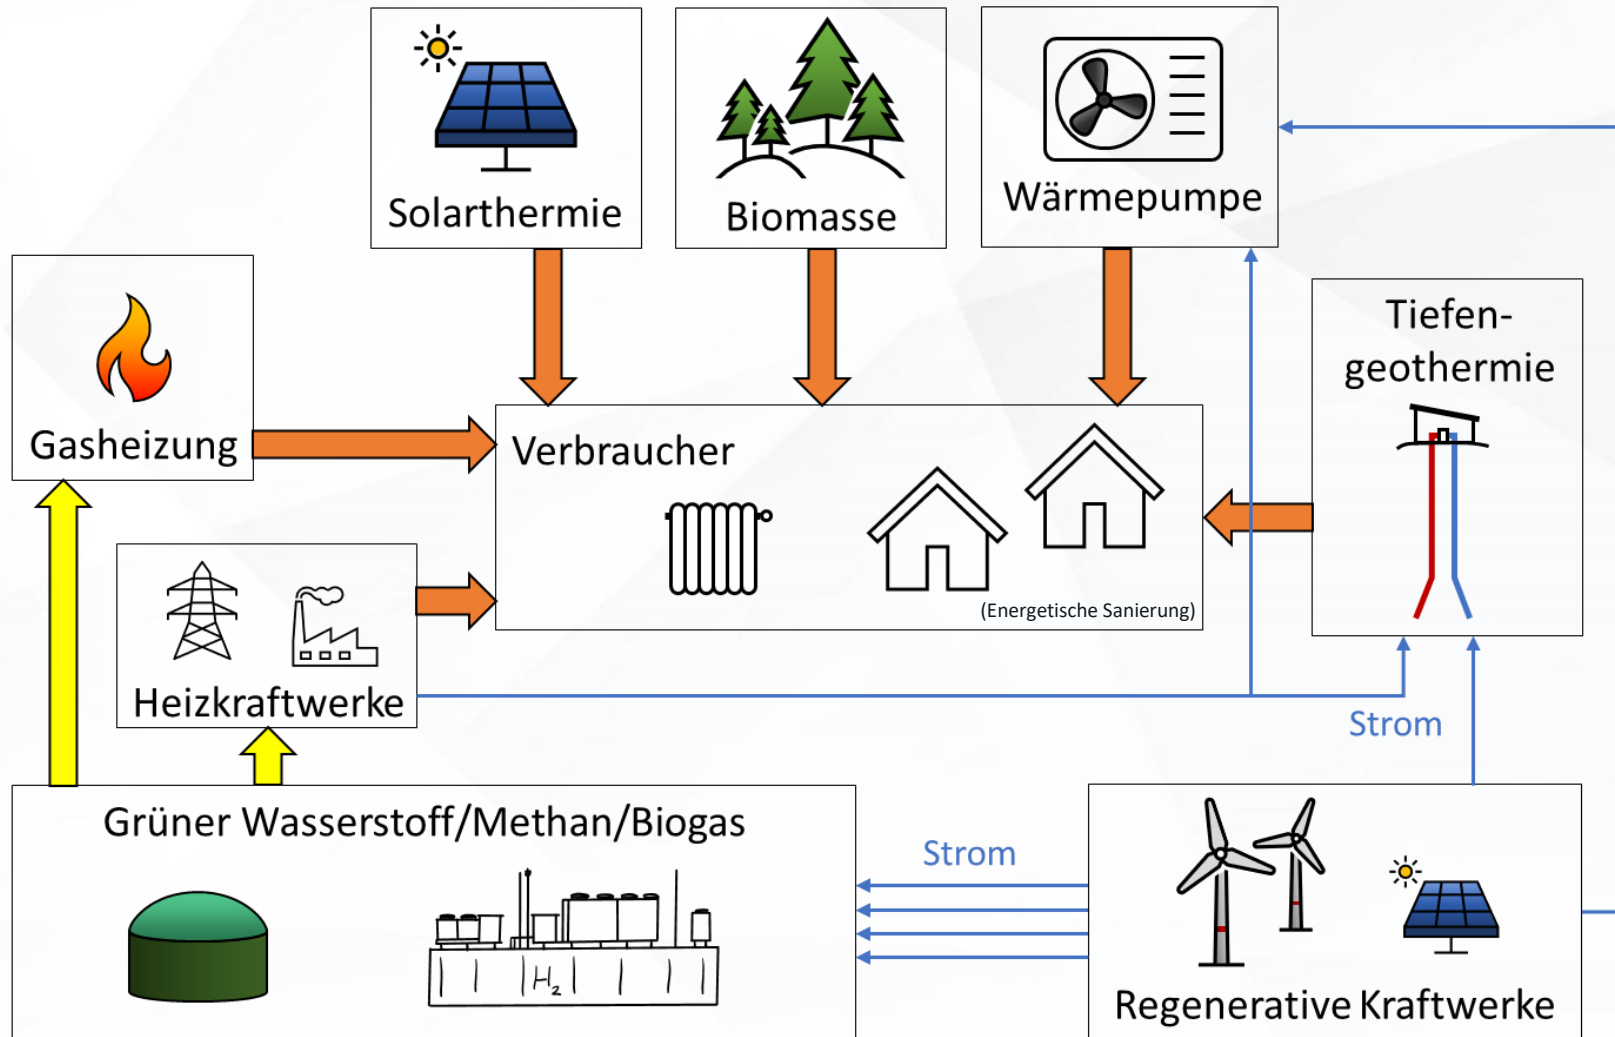 Solarthermie
Biomasse
Wärmepumpe
Gasheizung
Verbraucher
(Energetische Sanierung)
Tiefen-
geothermie
Heizkraftwerke
Strom
Grüner Wasserstoff/Methan/Biogas
H₂
Strom
Regenerative Kraftwerke